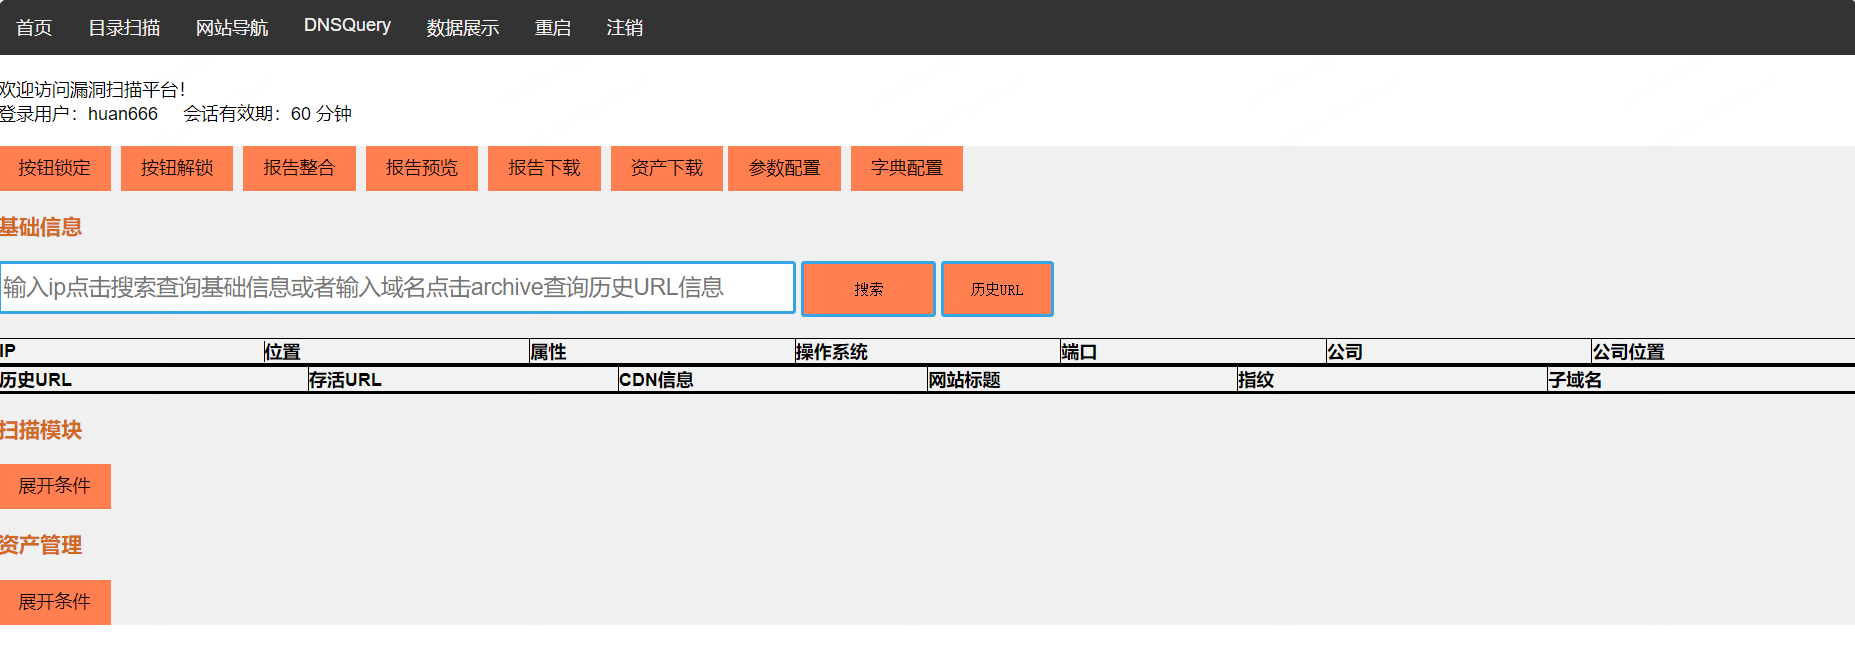 首页 目录扫描 网站导航 DNSQuery 数据展示 重启 注销
欢迎访问漏洞扫描平台!
登录用户：huan666 会话有效期：60 分钟
按钮锁定 按钮解锁 报告整合 报告预览 报告下载 资产下载 参数配置 字典配置
基础信息
输入ip点击搜索查询基础信息或者输入域名点击archive查询历史URL信息 搜索 历史URL
IP 位置 属性 操作系统 端口 公司 公司位置
历史URL 存活URL CDN信息 网站标题 指纹 子域名
扫描模块
展开条件
资产管理
展开条件